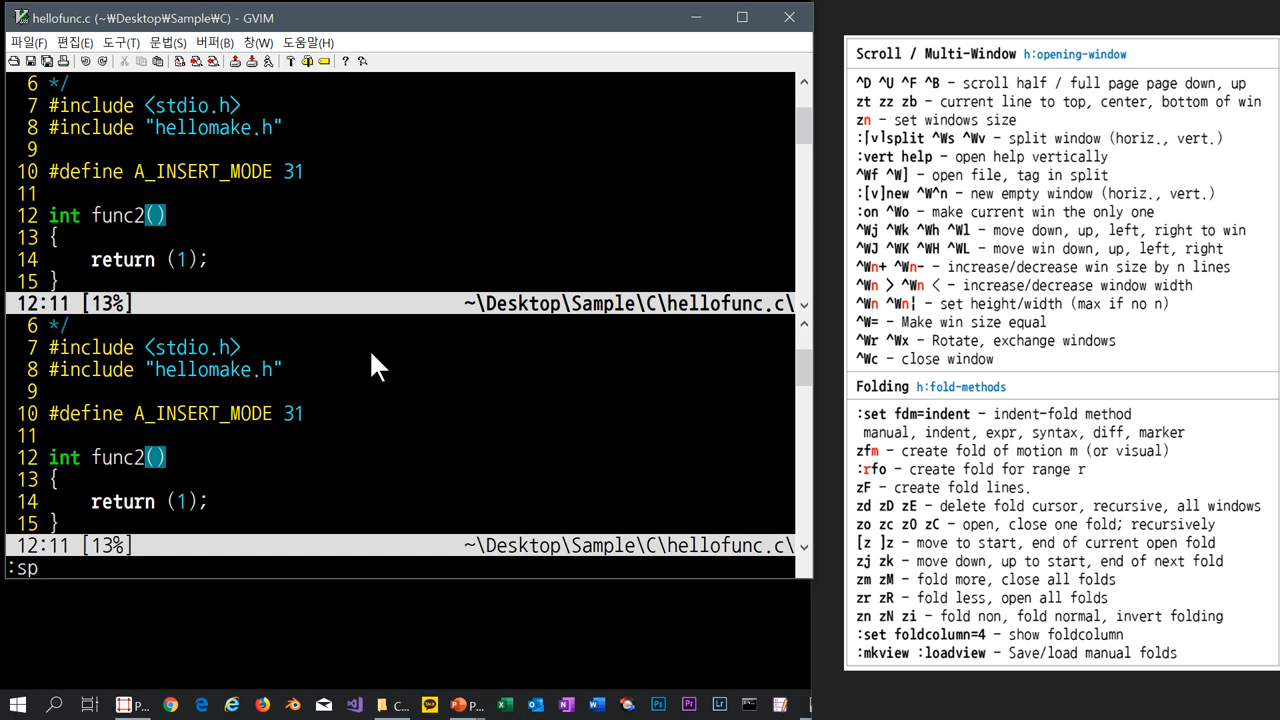 hellofunc.c (~₩Desktop₩Sample₩C) - GVIM
파일(F) 편집(E) 도구(T) 문법(S) 버퍼(B) 창(W) 도움말(H)
6 */
7 #include <stdio.h>
8 #include "hellomake.h"
9
10 #define A_INSERT_MODE 31
11
12 int func2()
13 {
14     return (1);
15 }
12:11 [13%] ~\Desktop\Sample\C\hellofunc.c\
6 */
7 #include <stdio.h>
8 #include "hellomake.h"
9
10 #define A_INSERT_MODE 31
11
12 int func2()
13 {
14     return (1);
15 }
12:11 [13%] ~\Desktop\Sample\C\hellofunc.c\
:sp
Scroll / Multi-Window h:opening-window
^D ^U ^F ^B - scroll half / full page page down, up
zt zz zb - current line to top, center, bottom of win
zn - set windows size
:[v]split ^Ws ^Wv - split window (horiz., vert.)
:vert help - open help vertically
^Wf ^W] - open file, tag in split
:[v]new ^W^n - new empty window (horiz., vert.)
:on ^Wo - make current win the only one
^Wj ^Wk ^Wh ^Wl - move down, up, left, right to win
^WJ ^WK ^WH ^WL - move win down, up, left, right
^Wn+ ^Wn- - increase/decrease win size by n lines
^Wn > ^Wn < - increase/decrease window width
^Wn ^Wn¦ - set height/width (max if no n)
^W= - Make win size equal
^Wr ^Wx - Rotate, exchange windows
^Wc - close window
Folding h:fold-methods
:set fdm=indent - indent-fold method
manual, indent, expr, syntax, diff, marker
zfm - create fold of motion m (or visual)
:rfo - create fold for range r
zF - create fold lines.
zd zD zE - delete fold cursor, recursive, all windows
zo zc zO zC - open, close one fold; recursively
[z ]z - move to start, end of current open fold
zj zk - move down, up to start, end of next fold
zm zM - fold more, close all folds
zr zR - fold less, open all folds
zn zN zi - fold non, fold normal, invert folding
:set foldcolumn=4 - show foldcolumn
:mkview :loadview - Save/load manual folds
P... C... P...